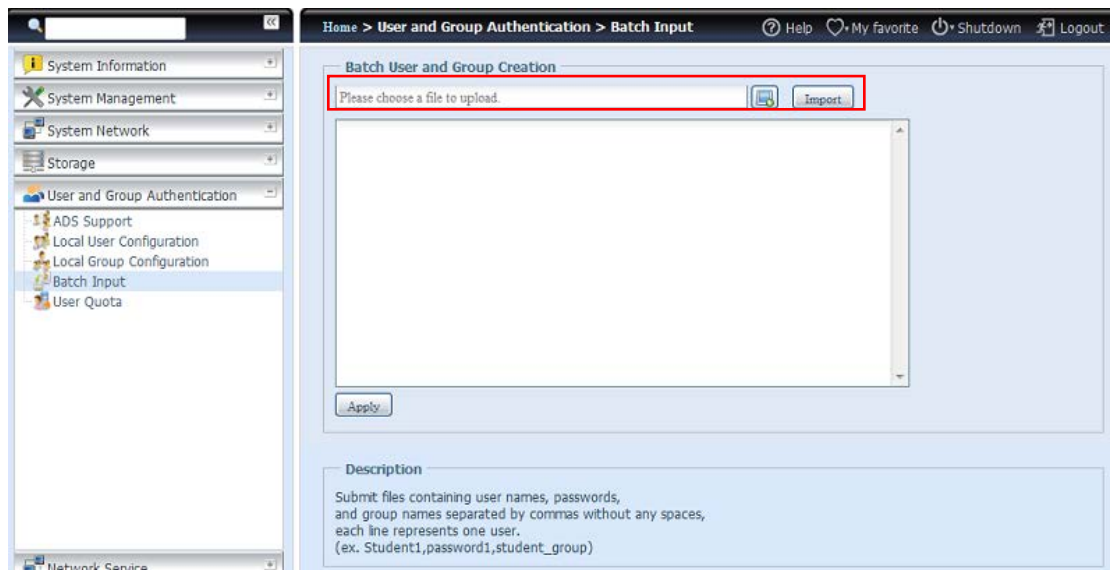 Home > User and Group Authentication > Batch Input
Help
My favorite
Shutdown
Logout
System Information
System Management
System Network
Storage
User and Group Authentication
ADS Support
Local User Configuration
Local Group Configuration
Batch Input
User Quota
Network Service
Batch User and Group Creation
Please choose a file to upload.
Import
Apply
Description
Submit files containing user names, passwords,
and group names separated by commas without any spaces,
each line represents one user.
(ex. Student1,password1,student_group)